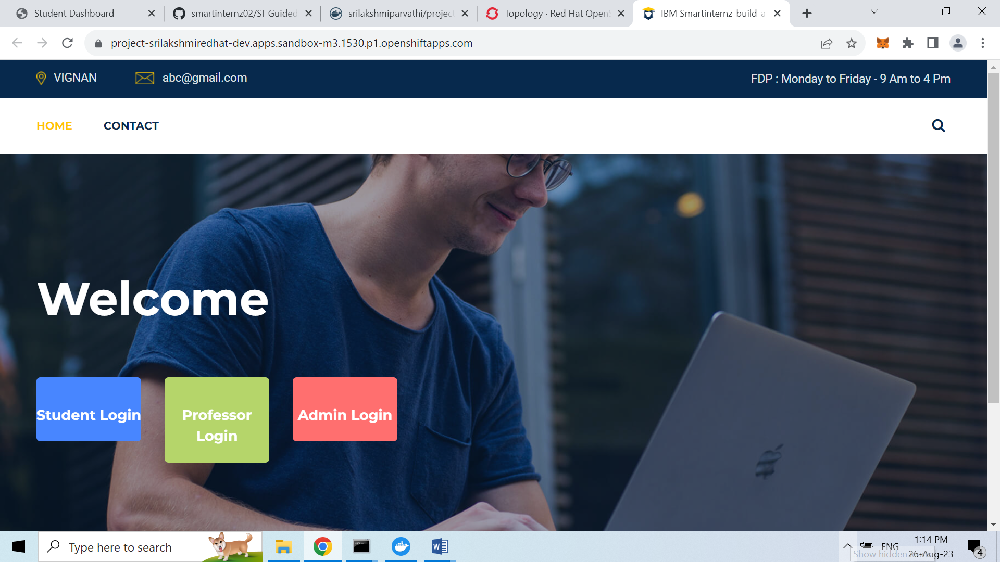 Student Dashboard
smartinternz02/SI-Guided
srilakshmiparvathi/project
Topology · Red Hat OpenS
IBM Smartinternz-build-a-
project-srilakshmiredhat-dev.apps.sandbox-m3.1530.p1.openshiftapps.com
VIGNAN
abc@gmail.com
FDP : Monday to Friday - 9 Am to 4 Pm
HOME
CONTACT
Welcome
Student Login
Professor
Login
Admin Login
Type here to search
ENG
1:14 PM
26-Aug-23
4
Show hidden